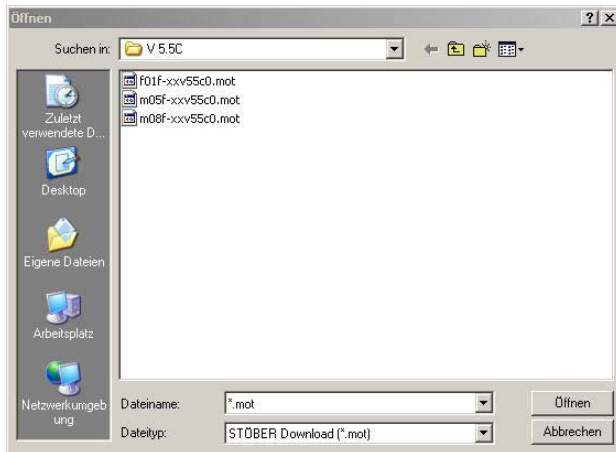 Öffnen
Suchen in:
V 5.5C
f01f-xxv55c0.mot
m05f-xxv55c0.mot
m08f-xxv55c0.mot
Zuletzt
verwendete D...
Desktop
Eigene Dateien
Arbeitsplatz
Netzwerkumgeb
ung
Dateiname:
*.mot
Öffnen
Dateityp:
STÖBER Download (*.mot)
Abbrechen